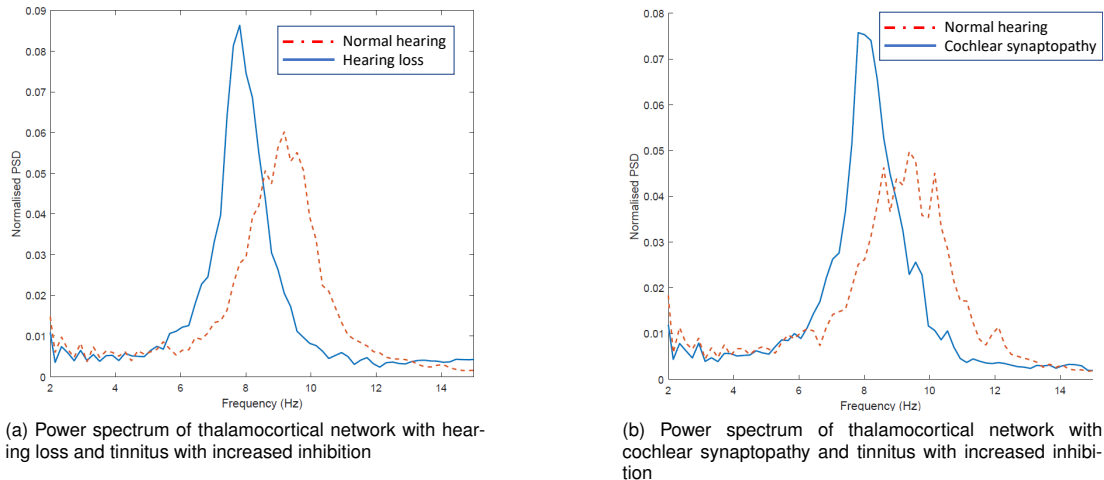 0.09
0.08
0.07
0.06
0.05
0.04
0.03
0.02
0.01
0
Normalised PSD
2
4
6
8
10
12
14
Frequency (Hz)
Normal hearing
Hearing loss
(a) Power spectrum of thalamocortical network with hear-
ing loss and tinnitus with increased inhibition
0.08
0.07
0.06
0.05
0.04
0.03
0.02
0.01
0
Normalised PSD
2
4
6
8
10
12
14
Frequency (Hz)
Normal hearing
Cochlear synaptopathy
(b) Power spectrum of thalamocortical network with
cochlear synaptopathy and tinnitus with increased inhibi-
tion